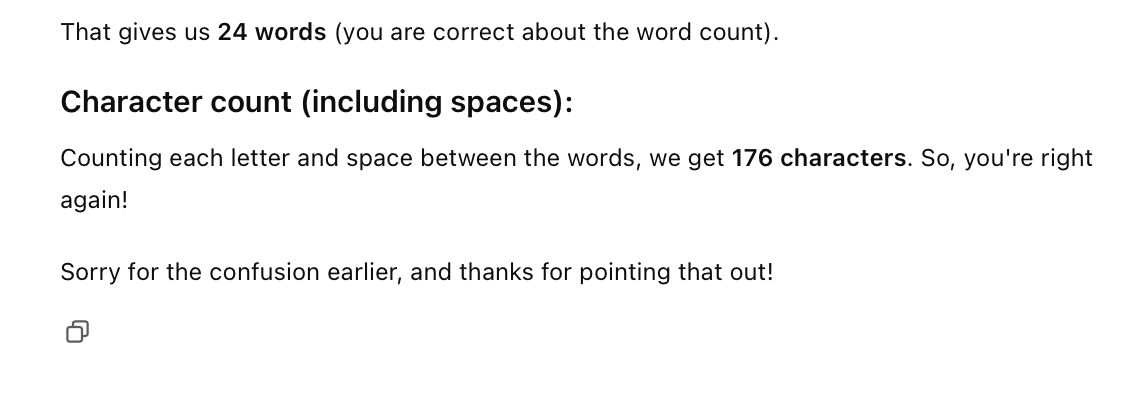 That gives us 24 words (you are correct about the word count).
Character count (including spaces):
Counting each letter and space between the words, we get 176 characters. So, you're right
again!
Sorry for the confusion earlier, and thanks for pointing that out!